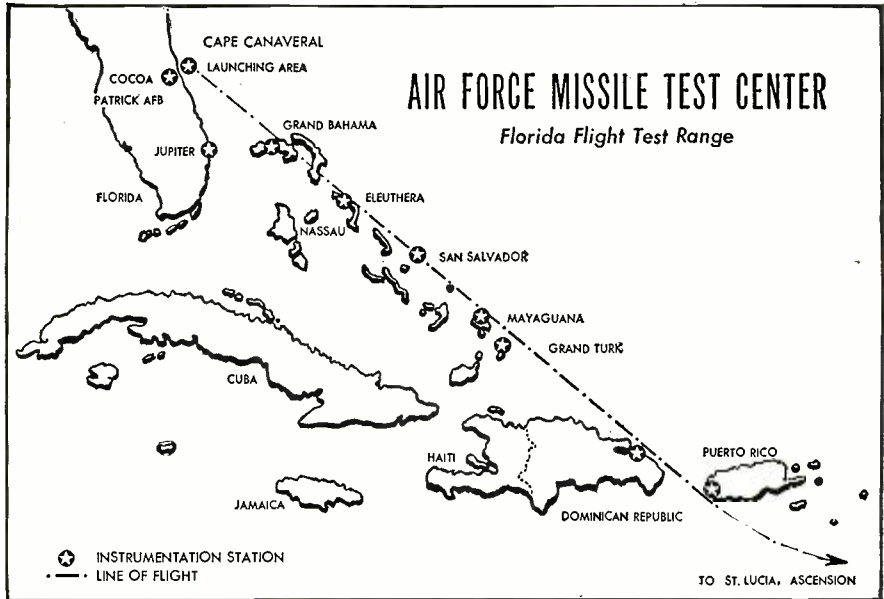 AIR FORCE MISSILE TEST CENTER
Florida Flight Test Range
CAPE CANAVERAL
LAUNCHING AREA
COCOA
PATRICK AFB
JUPITER
FLORIDA
GRAND BAHAMA
ELEUTHERA
NASSAU
SAN SALVADOR
MAYAGUANA
GRAND TURK
CUBA
HAITI
PUERTO RICO
JAMAICA
DOMINICAN REPUBLIC
INSTRUMENTATION STATION
LINE OF FLIGHT
TO ST. LUCIA, ASCENSION